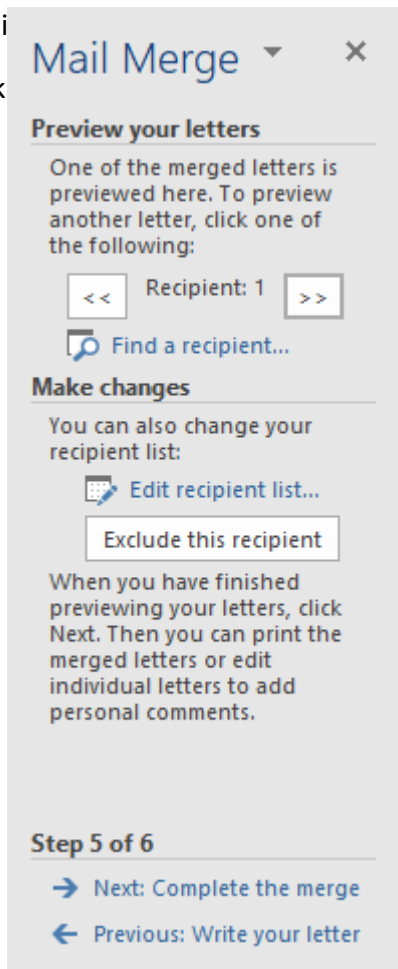 i
k
Mail Merge
Preview your letters
One of the merged letters is
previewed here. To preview
another letter, click one of
the following:
<< Recipient: 1 >>
Find a recipient...
Make changes
You can also change your
recipient list:
Edit recipient list...
Exclude this recipient
When you have finished
previewing your letters, click
Next. Then you can print the
merged letters or edit
individual letters to add
personal comments.
Step 5 of 6
Next: Complete the merge
Previous: Write your letter